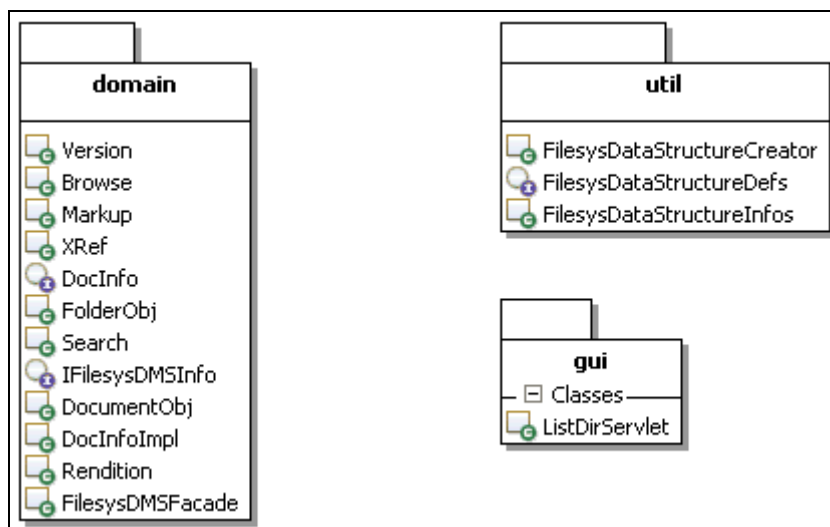 domain
Version
Browse
Markup
XRef
DocInfo
FolderObj
Search
IFilesysDMSInfo
DocumentObj
DocInfoImpl
Rendition
FilesysDMSFacade
util
FilesysDataStructureCreator
FilesysDataStructureDefs
FilesysDataStructureInfos
gui
Classes
ListDirServlet